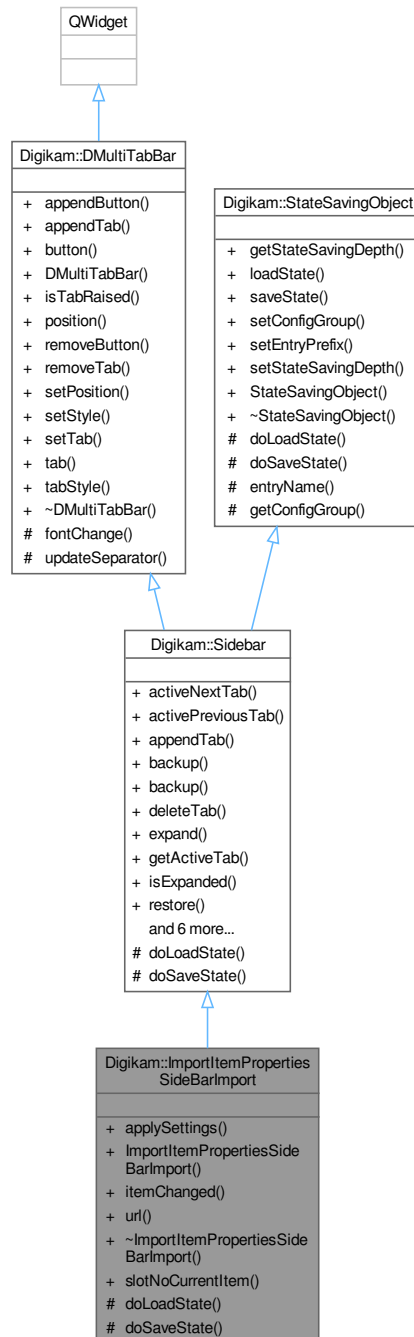 QWidget
Digikam::DMultiTabBar
+ appendButton()
+ appendTab()
+ button()
+ DMultiTabBar()
+ isTabRaised()
+ position()
+ removeButton()
+ removeTab()
+ setPosition()
+ setStyle()
+ setTab()
+ tab()
+ tabStyle()
+ ~DMultiTabBar()
# fontChange()
# updateSeparator()
Digikam::StateSavingObject
+ getStateSavingDepth()
+ loadState()
+ saveState()
+ setConfigGroup()
+ setEntryPrefix()
+ setStateSavingDepth()
+ StateSavingObject()
+ ~StateSavingObject()
# doLoadState()
# doSaveState()
# entryName()
# getConfigGroup()
Digikam::Sidebar
+ activeNextTab()
+ activePreviousTab()
+ appendTab()
+ backup()
+ backup()
+ deleteTab()
+ expand()
+ getActiveTab()
+ isExpanded()
+ restore()
and 6 more...
# doLoadState()
# doSaveState()
Digikam::ImportItemProperties
SideBarImport
+ applySettings()
+ ImportItemPropertiesSide
BarImport()
+ itemChanged()
+ url()
+ ~ImportItemPropertiesSide
BarImport()
+ slotNoCurrentItem()
# doLoadState()
# doSaveState()